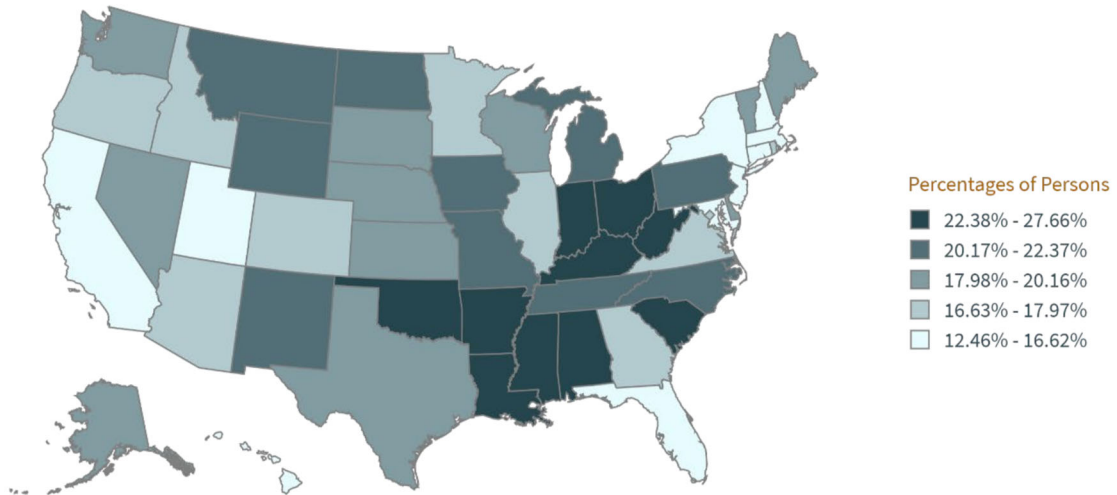 Percentages of Persons
22.38% - 27.66%
20.17% - 22.37%
17.98% - 20.16%
16.63% - 17.97%
12.46% - 16.62%